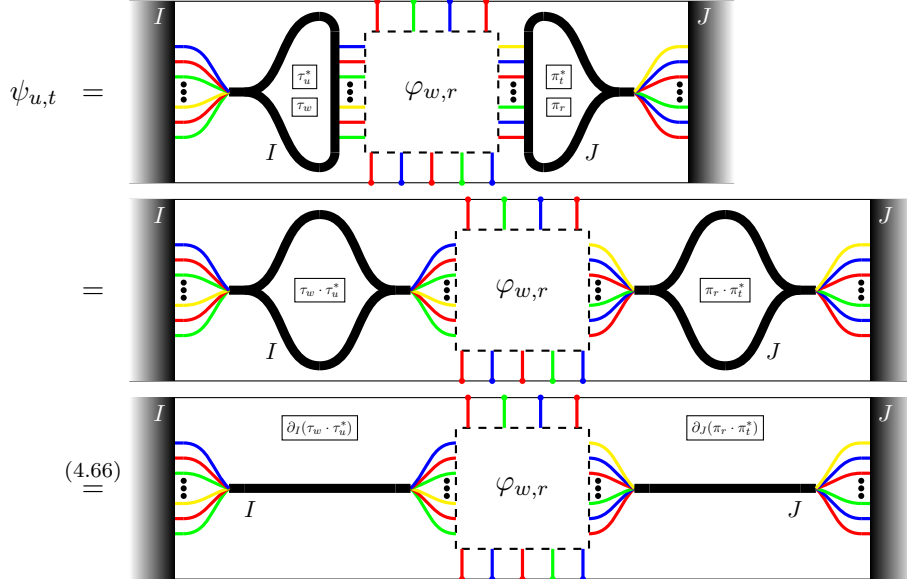 I J
ψ_{u,t} = τ_u^* τ_w I φ_{w,r} π_t^* π_r J
I J
= τ_w · τ_u^* I φ_{w,r} π_r · π_t^* J
I J
∂_I(τ_w · τ_u^*) ∂_J(π_r · π_t^*)
(4.66)
= I φ_{w,r} J